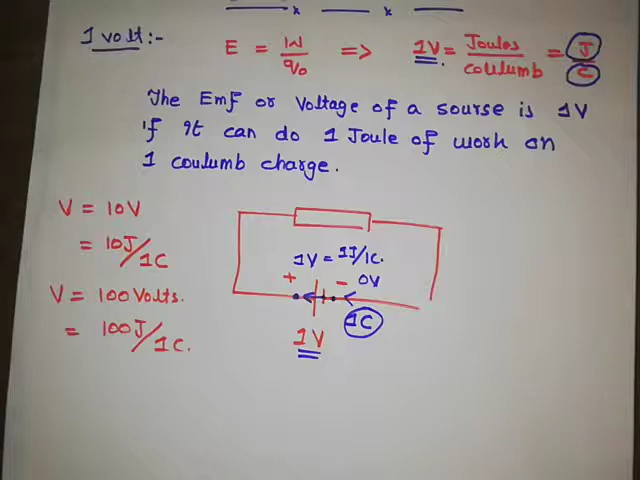 x x
1 volt :-
E = W/q₀ => 1V = Joules/coulumb = J/C
The Emf or Voltage of a sourse is 1V
if It can do 1 Joule of work on
1 coulumb charge.
V = 10V
= 10J/1C
V = 100 Volts.
= 100J/1C.
1V = 1J/1C.
+ - 0V
1C
1V